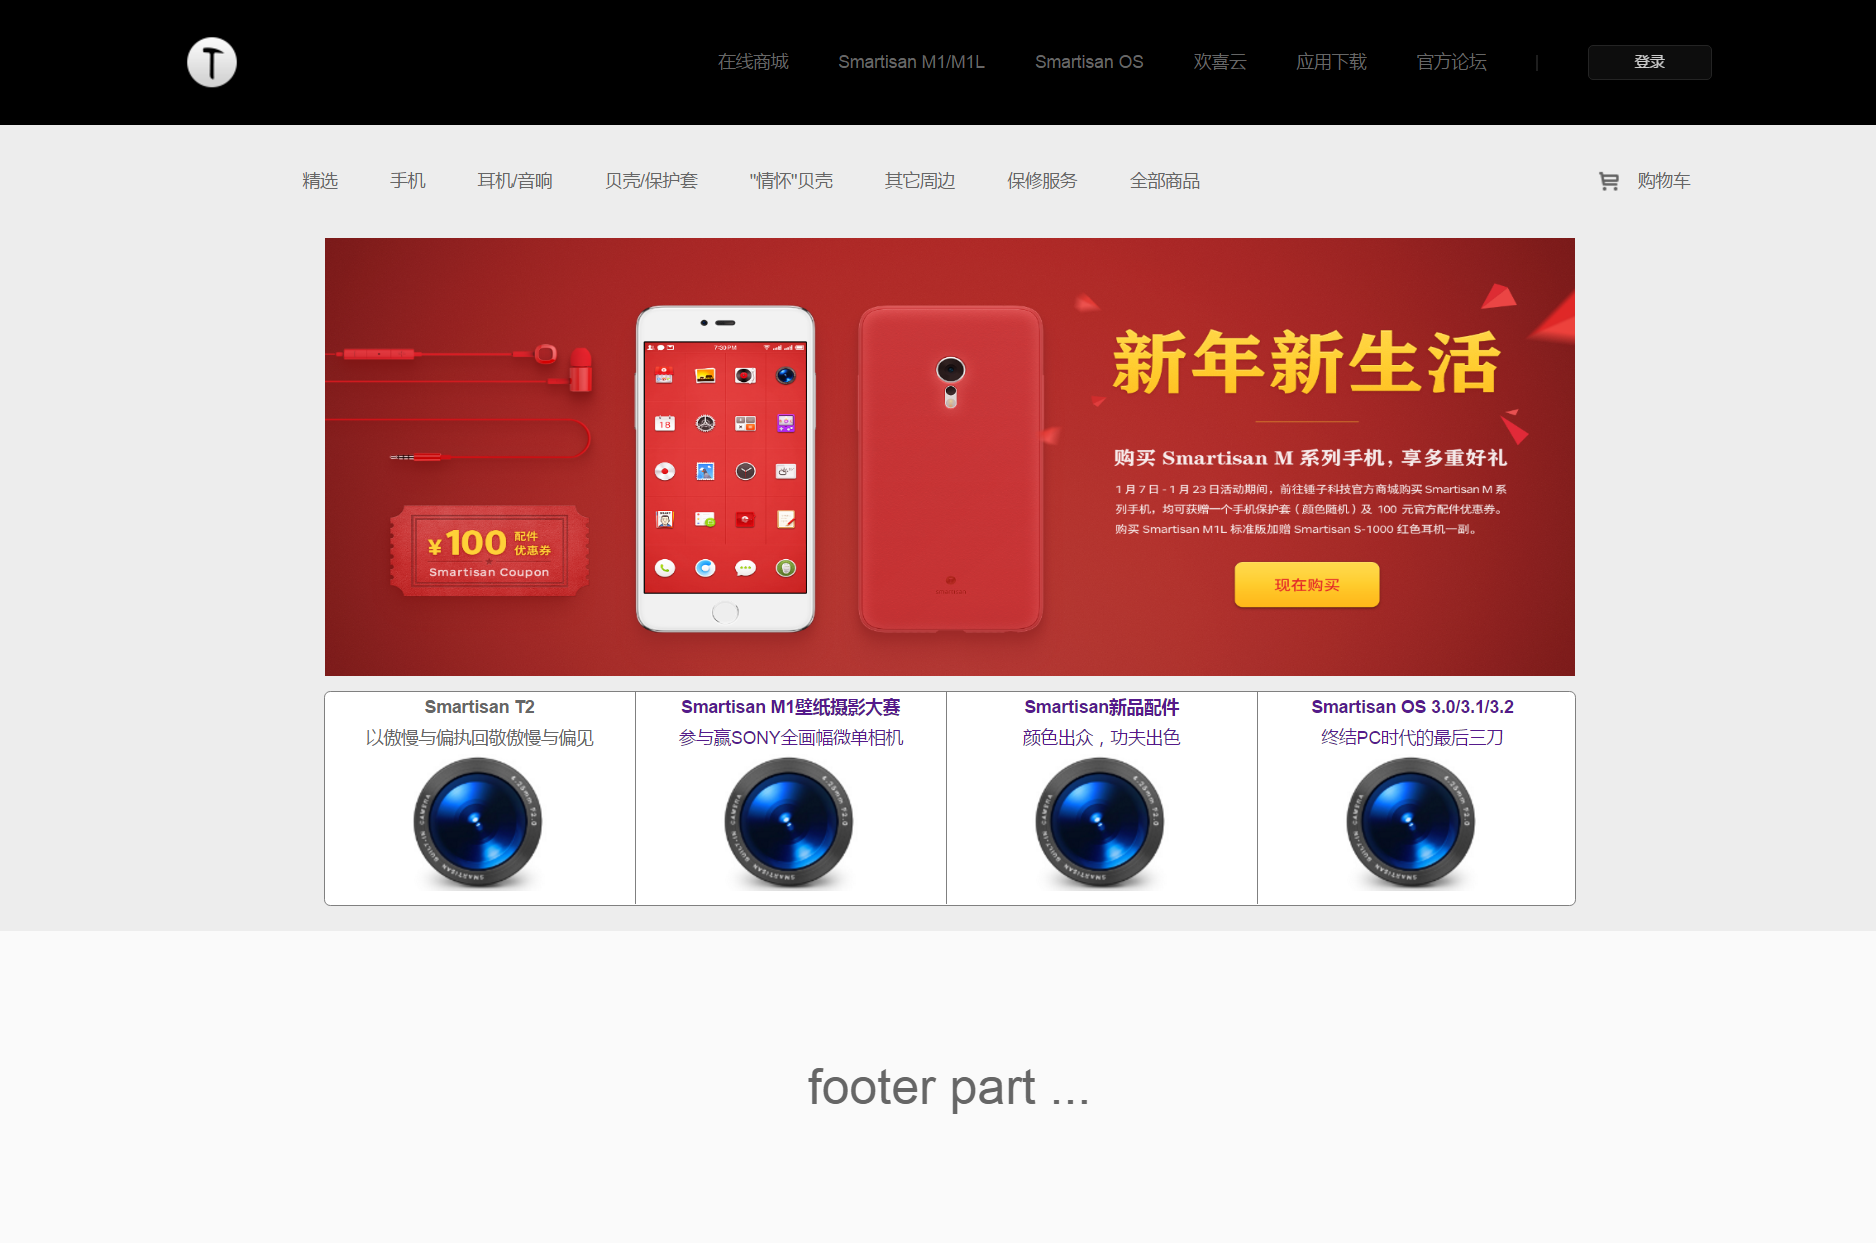 在线商城 Smartisan M1/M1L Smartisan OS 欢喜云 应用下载 官方论坛 | 登录
精选 手机 耳机/音响 贝壳/保护套 "情怀"贝壳 其它周边 保修服务 全部商品 购物车
7:30 PM
18
¥100 配件
优惠券
Smartisan Coupon
新年新生活
购买 Smartisan M 系列手机，享多重好礼
1 月 7 日 - 1 月 23 日活动期间，前往锤子科技官方商城购买 Smartisan M 系
列手机，均可获赠一个手机保护套（颜色随机）及 100 元官方配件优惠券。
购买 Smartisan M1L 标准版加赠 Smartisan S-1000 红色耳机一副。
现在购买
Smartisan T2
以傲慢与偏执回敬傲慢与偏见
Smartisan M1壁纸摄影大赛
参与赢SONY全画幅微单相机
Smartisan新品配件
颜色出众，功夫出色
Smartisan OS 3.0/3.1/3.2
终结PC时代的最后三刀
footer part ...